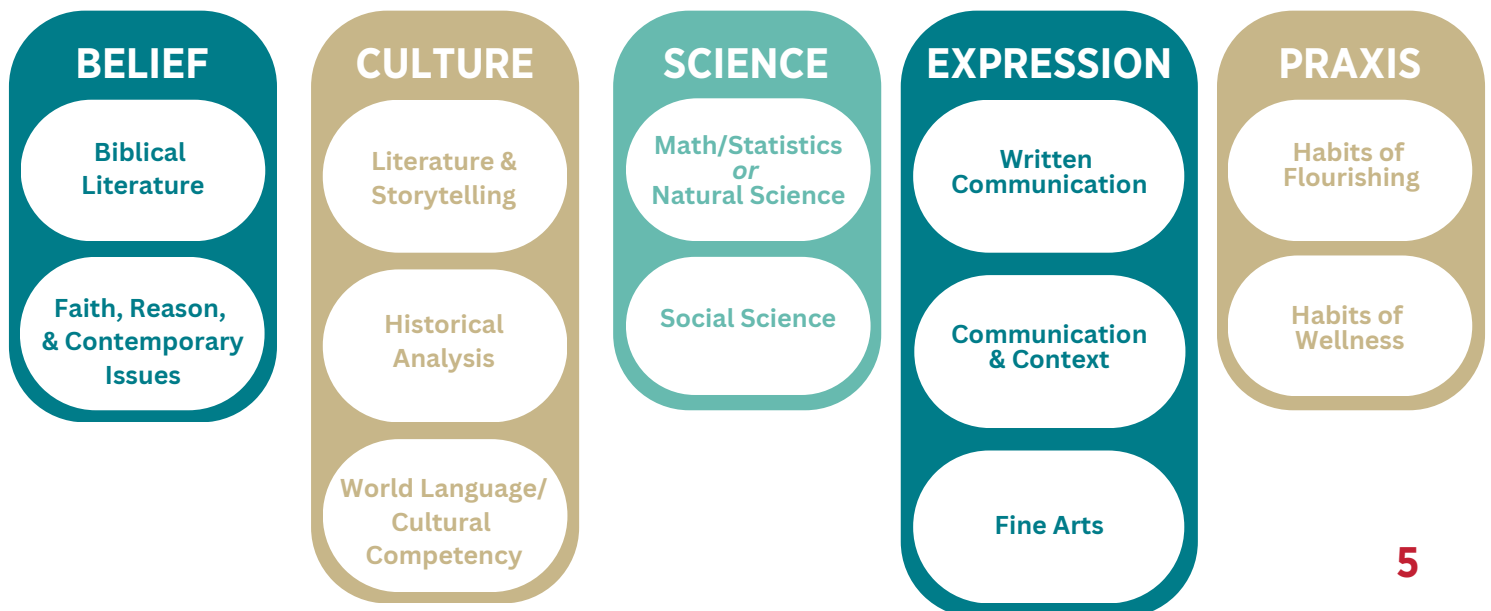 BELIEF
Biblical
Literature
Faith, Reason,
& Contemporary
Issues
CULTURE
Literature &
Storytelling
Historical
Analysis
World Language/
Cultural
Competency
SCIENCE
Math/Statistics
or
Natural Science
Social Science
EXPRESSION
Written
Communication
Communication
& Context
Fine Arts
PRAXIS
Habits of
Flourishing
Habits of
Wellness
5